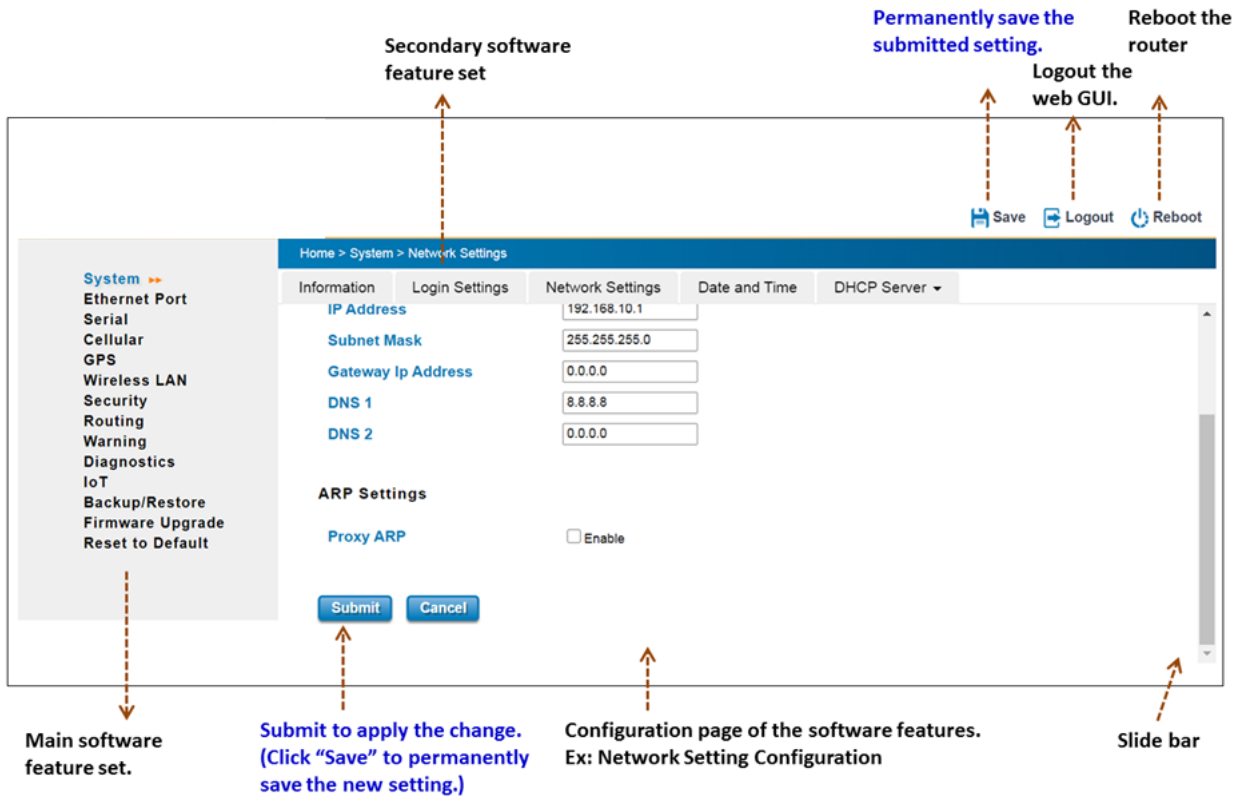 Permanently save the
submitted setting.
Reboot the
router
Secondary software
feature set
Logout the
web GUI.
Save Logout Reboot
Home > System > Network Settings
Information Login Settings Network Settings Date and Time DHCP Server
System
Ethernet Port
Serial
Cellular
GPS
Wireless LAN
Security
Routing
Warning
Diagnostics
IoT
Backup/Restore
Firmware Upgrade
Reset to Default
IP Address 192.168.10.1
Subnet Mask 255.255.255.0
Gateway Ip Address 0.0.0.0
DNS 1 8.8.8.8
DNS 2 0.0.0.0
ARP Settings
Proxy ARP Enable
Submit Cancel
Main software
feature set.
Submit to apply the change.
(Click “Save” to permanently
save the new setting.)
Configuration page of the software features.
Ex: Network Setting Configuration
Slide bar